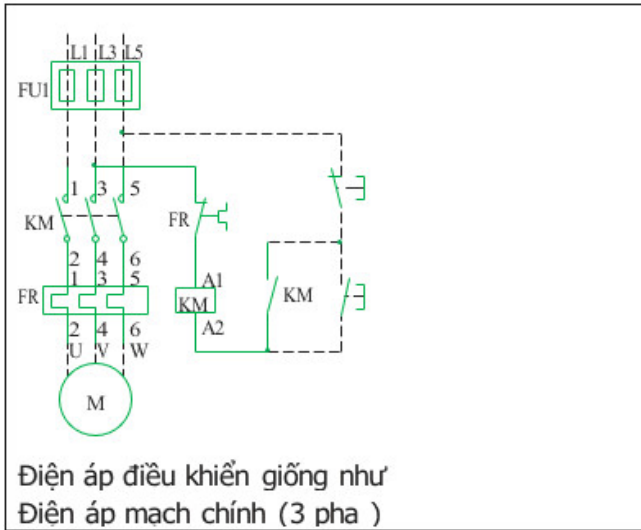 L1 L3 L5
FU1
1 3 5
KM FR
2 4 6
1 3 5 A1
FR KM KM
2 4 6 A2
U V W
M
Điện áp điều khiển giống như
Điện áp mạch chính (3 pha )